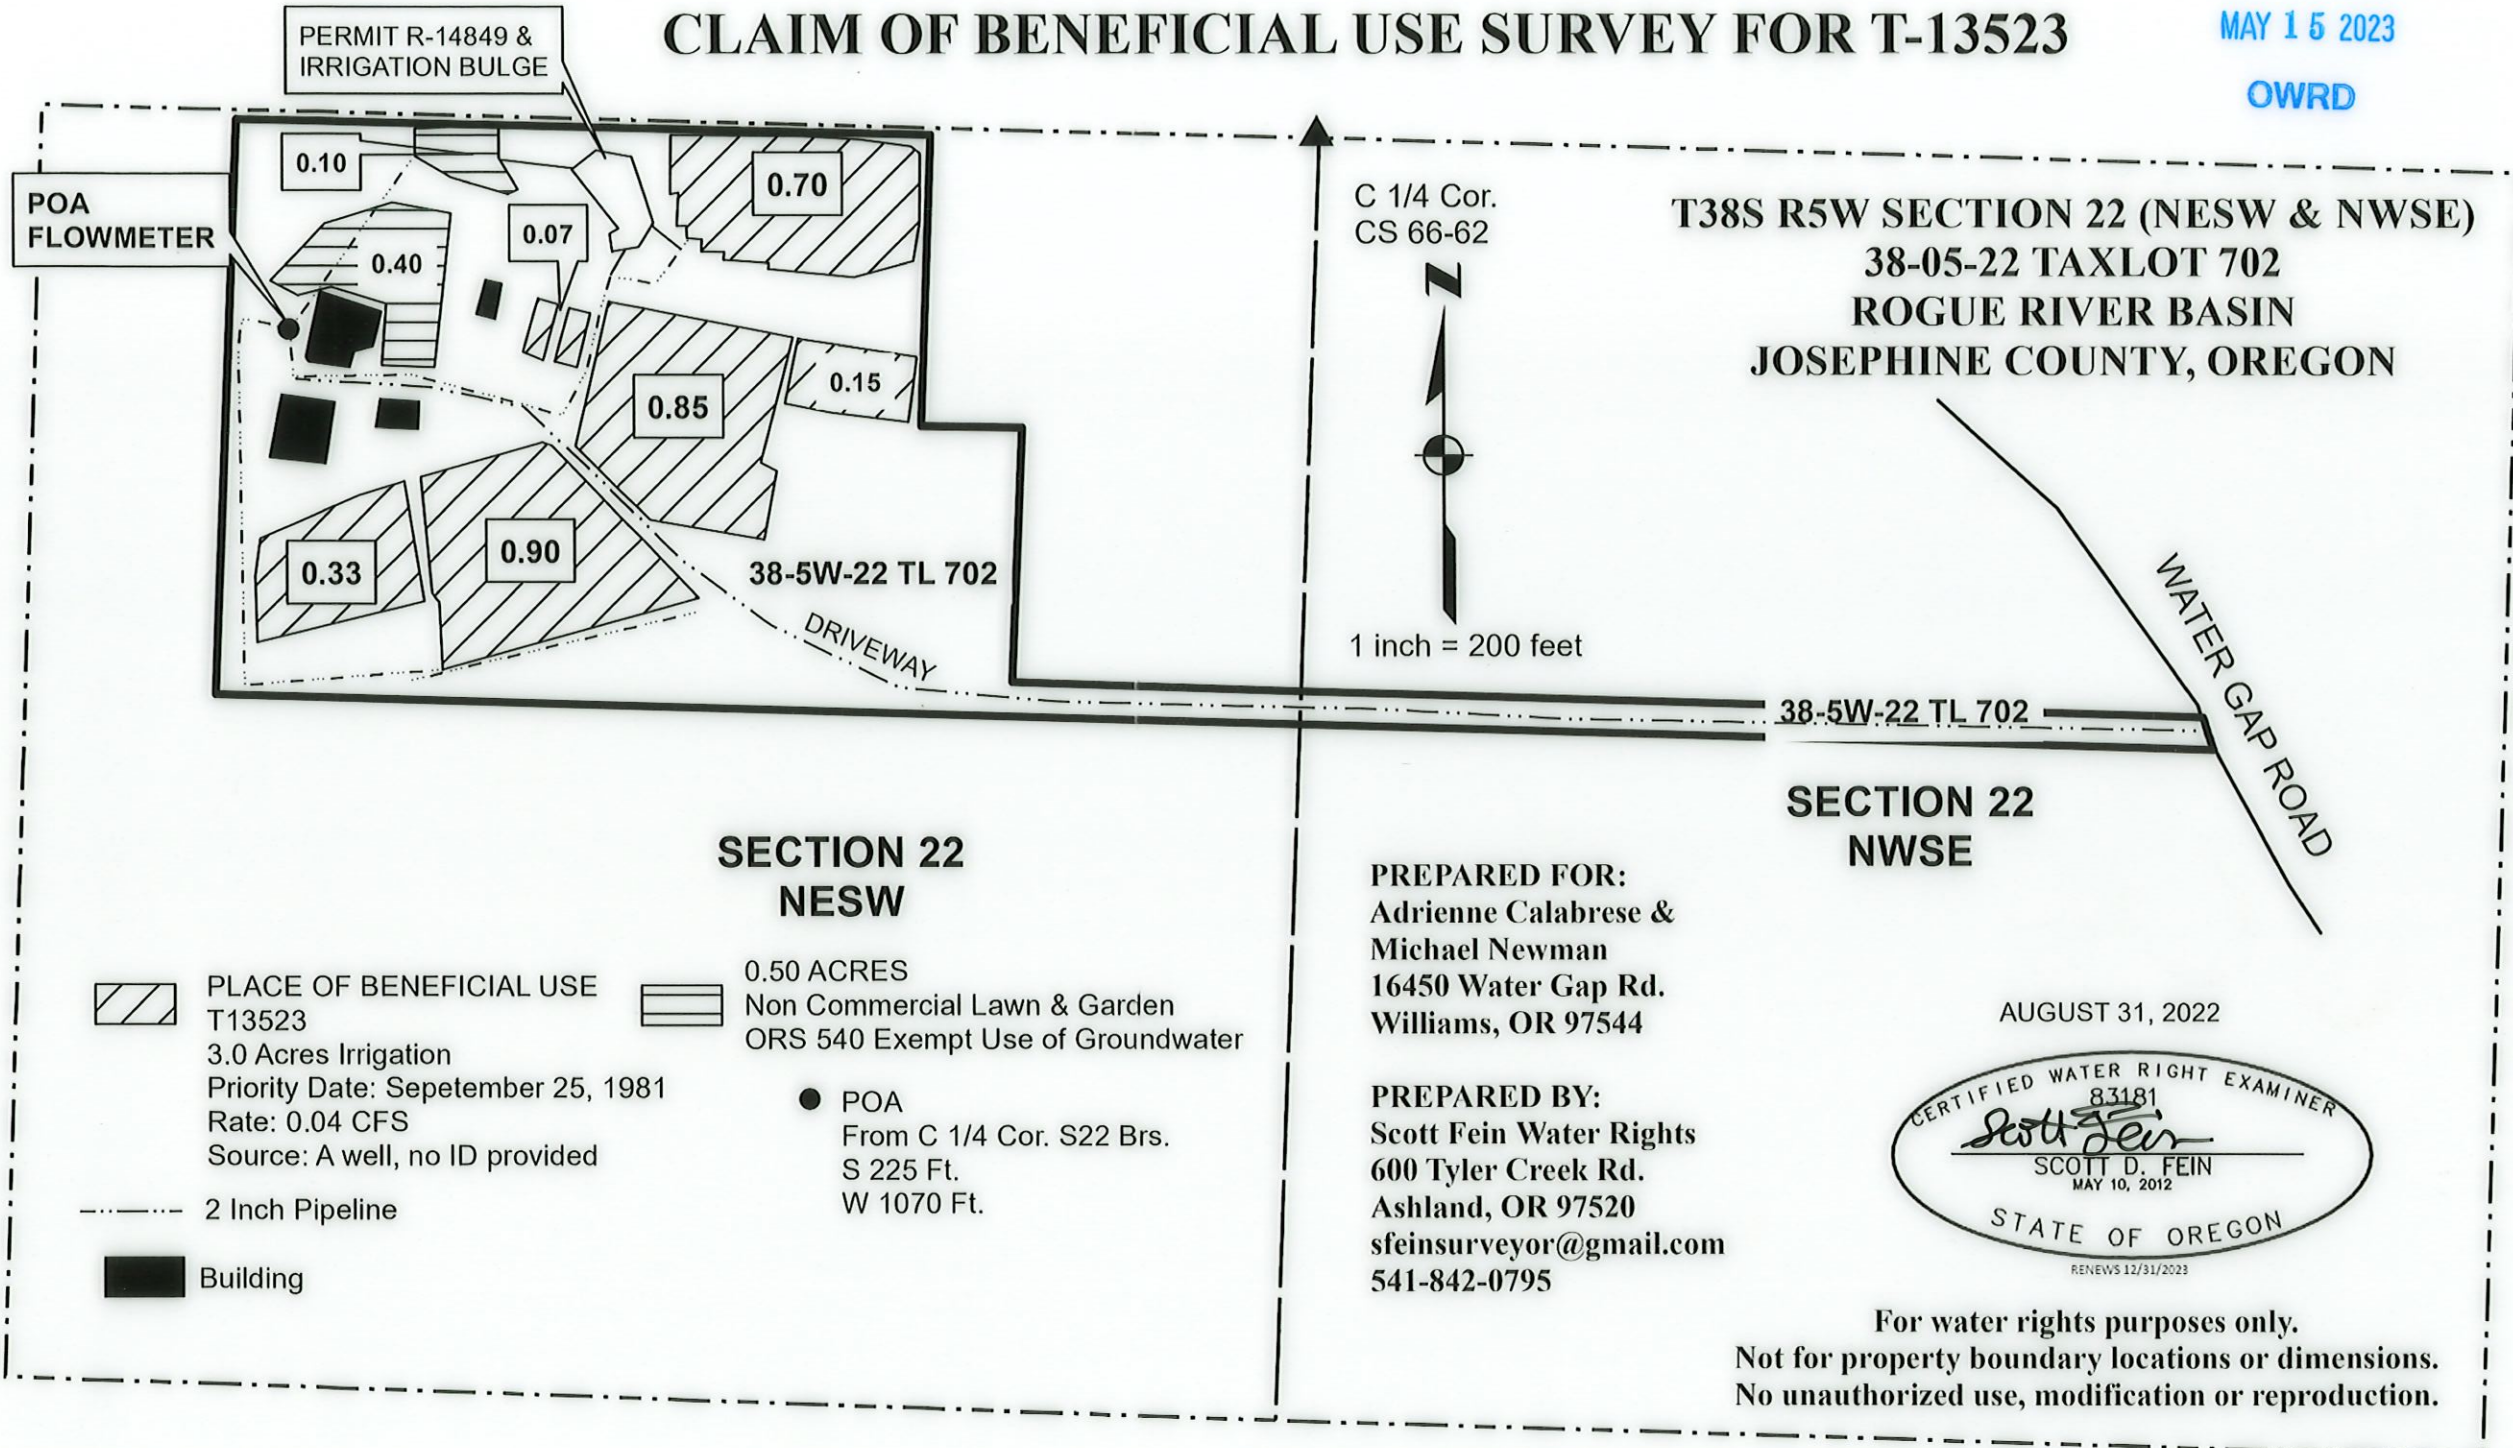 CLAIM OF BENEFICIAL USE SURVEY FOR T-13523
MAY 15 2023
OWRD
PERMIT R-14849 &
IRRIGATION BULGE
0.10
POA
FLOWMETER
0.70
0.07
0.40
0.15
0.85
0.90
0.33
38-5W-22 TL 702
DRIVEWAY
C 1/4 Cor.
CS 66-62
N
1 inch = 200 feet
T38S R5W SECTION 22 (NESW & NWSE)
38-05-22 TAXLOT 702
ROGUE RIVER BASIN
JOSEPHINE COUNTY, OREGON
WATER GAP ROAD
38-5W-22 TL 702
SECTION 22
NWSE
SECTION 22
NESW
PLACE OF BENEFICIAL USE
T13523
3.0 Acres Irrigation
Priority Date: Sepetember 25, 1981
Rate: 0.04 CFS
Source: A well, no ID provided
2 Inch Pipeline
Building
0.50 ACRES
Non Commercial Lawn & Garden
ORS 540 Exempt Use of Groundwater
POA
From C 1/4 Cor. S22 Brs.
S 225 Ft.
W 1070 Ft.
PREPARED FOR:
Adrienne Calabrese &
Michael Newman
16450 Water Gap Rd.
Williams, OR 97544
PREPARED BY:
Scott Fein Water Rights
600 Tyler Creek Rd.
Ashland, OR 97520
sfeinsurveyor@gmail.com
541-842-0795
AUGUST 31, 2022
CERTIFIED WATER RIGHT EXAMINER
83181
Scott Fein
SCOTT D. FEIN
MAY 10, 2012
STATE OF OREGON
RENEWS 12/31/2023
For water rights purposes only.
Not for property boundary locations or dimensions.
No unauthorized use, modification or reproduction.